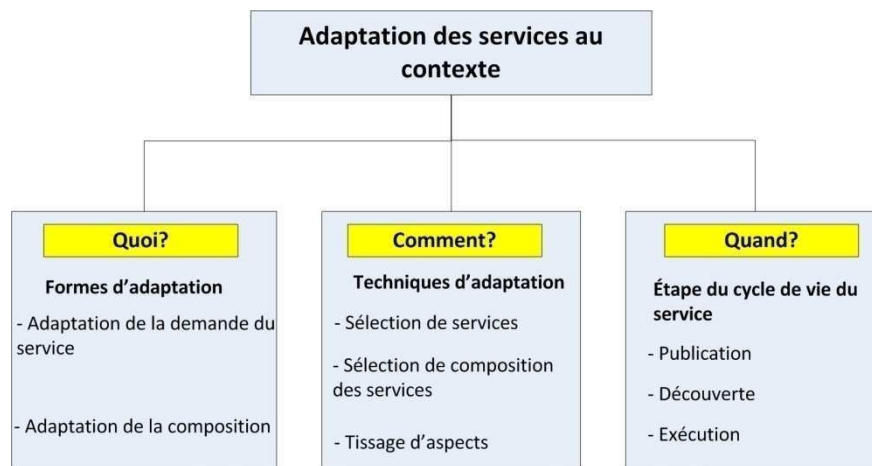 Adaptation des services au
contexte
Quoi?
Formes d’adaptation
- Adaptation de la demande du
service
- Adaptation de la composition
Comment?
Techniques d’adaptation
- Sélection de services
- Sélection de composition
des services
- Tissage d’aspects
Quand?
Étape du cycle de vie du
service
- Publication
- Découverte
- Exécution